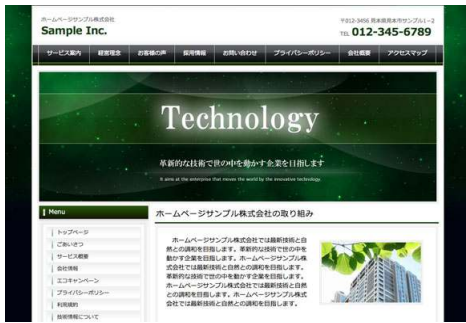 ホームページサンプル株式会社
Sample Inc.
〒012-3456 見本県見本市サンプル1−2
TEL 012-345-6789
サービス案内 経営理念 お客様の声 採用情報 お問い合わせ プライバシーポリシー 会社概要 アクセスマップ
Technology
革新的な技術で世の中を動かす企業を目指します
It aims at the enterprise that moves the world by the innovative technology.
Menu
トップページ
ごあいさつ
サービス概要
会社情報
エコキャンペーン
プライバシーポリシー
利用規約
技術情報について
ホームページサンプル株式会社の取り組み
ホームページサンプル株式会社では最新技術と自
然との調和を目指します。革新的な技術で世の中を
動かす企業を目指します。ホームページサンプル株
式会社では最新技術と自然との調和を目指します。
革新的な技術で世の中を動かす企業を目指します。
ホームページサンプル株式会社では最新技術と自然
との調和を目指します。ホームページサンプル株式
会社では最新技術と自然との調和を目指します。